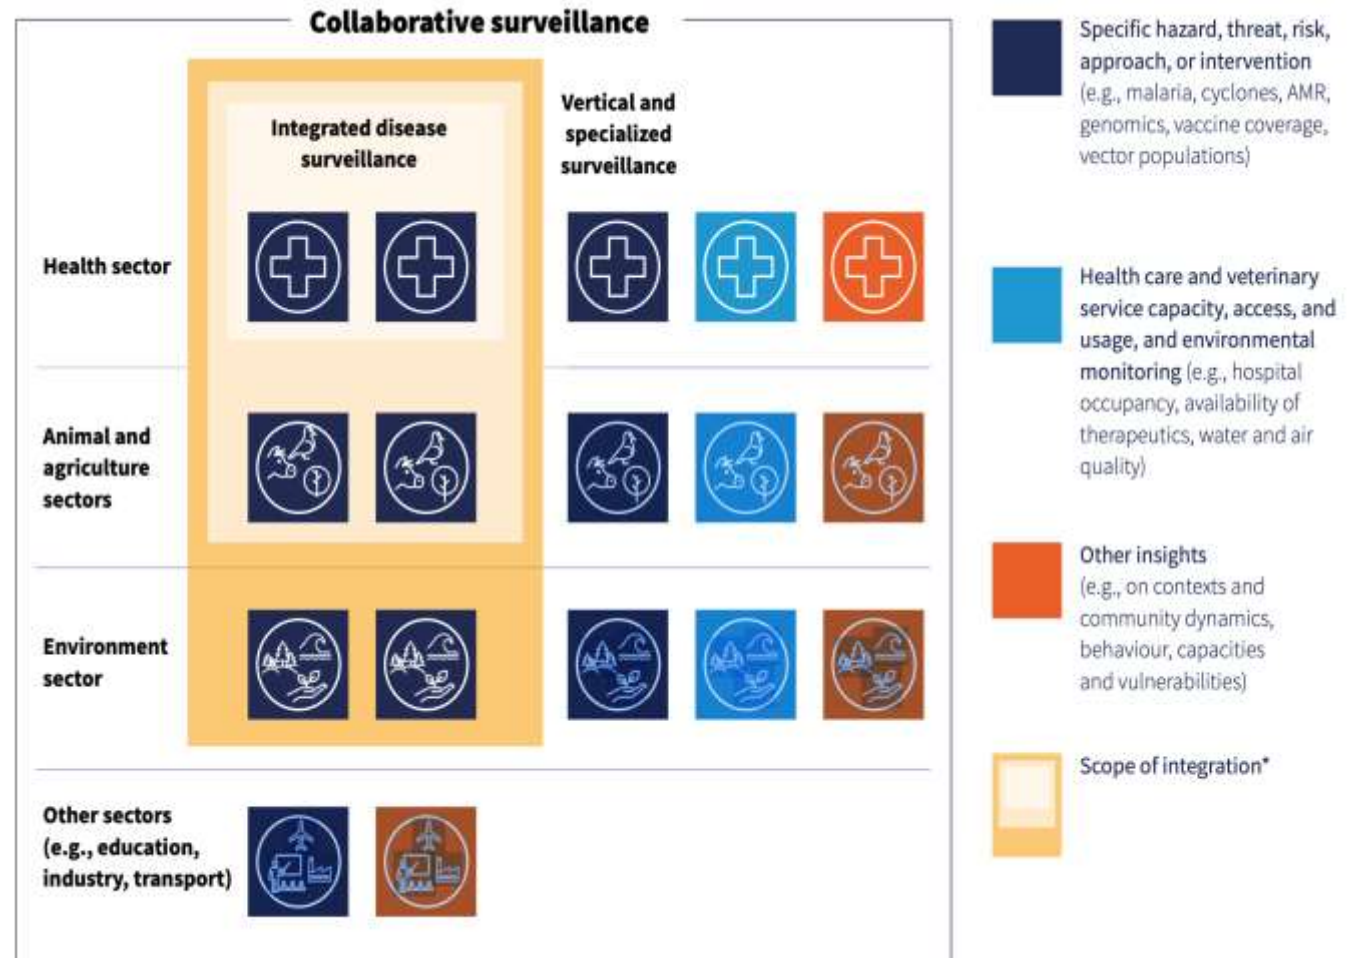 Collaborative surveillance
Integrated disease
surveillance
Vertical and
specialized
surveillance
Health sector
Animal and
agriculture
sectors
Environment
sector
Other sectors
(e.g., education,
industry, transport)
Specific hazard, threat, risk,
approach, or intervention
(e.g., malaria, cyclones, AMR,
genomics, vaccine coverage,
vector populations)
Health care and veterinary
service capacity, access, and
usage, and environmental
monitoring (e.g., hospital
occupancy, availability of
therapeutics, water and air
quality)
Other insights
(e.g., on contexts and
community dynamics,
behaviour, capacities
and vulnerabilities)
Scope of integration*